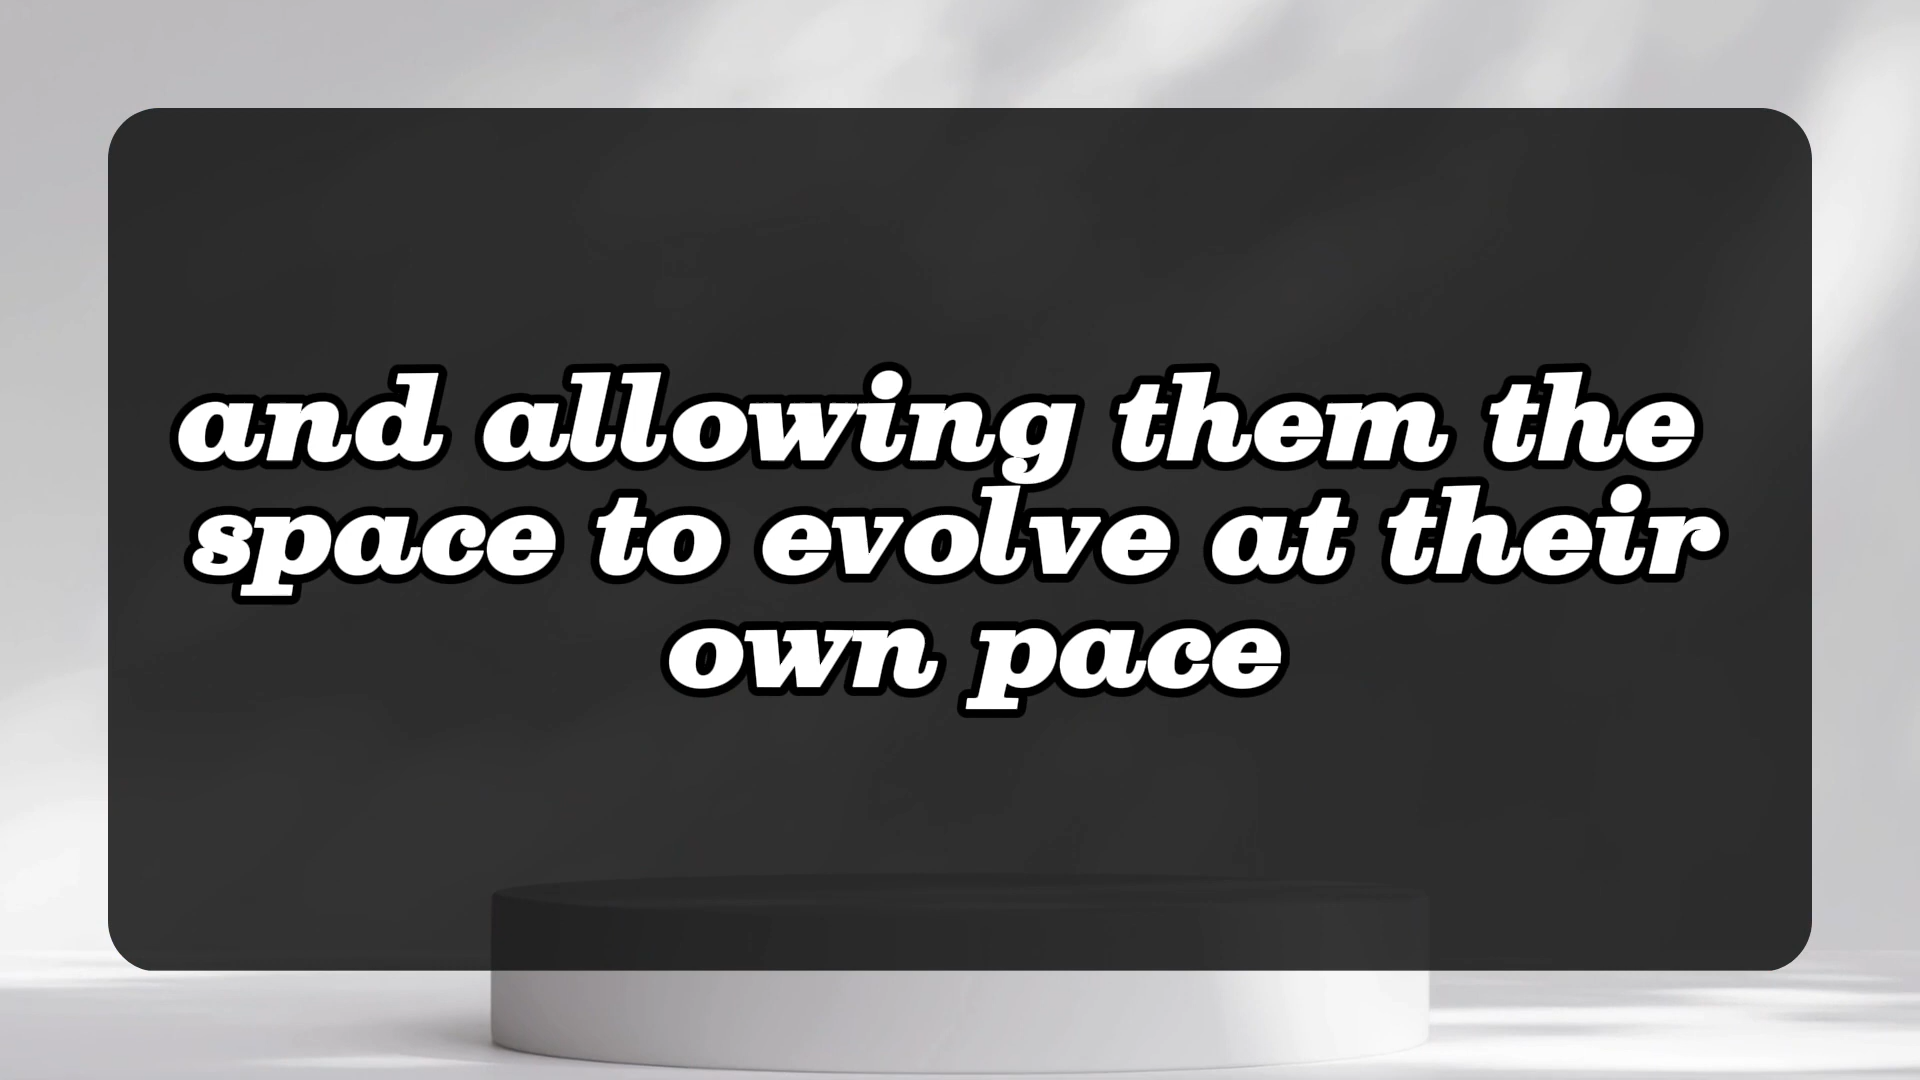 and allowing them the
space to evolve at their
own pace